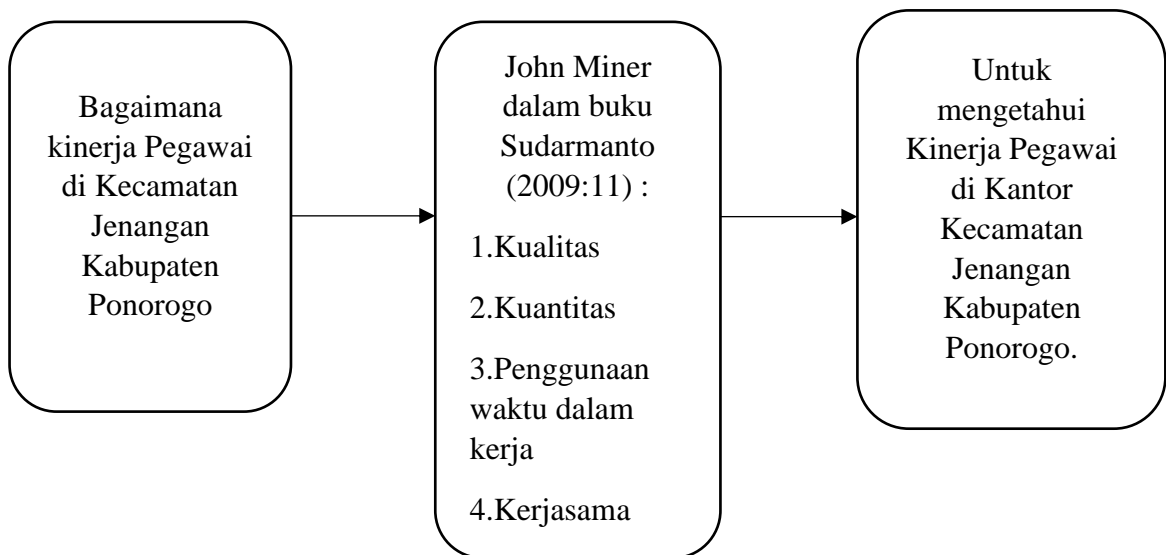 Bagaimana
kinerja Pegawai
di Kecamatan
Jenangan
Kabupaten
Ponorogo
John Miner
dalam buku
Sudarmanto
(2009:11) :
1.Kualitas
2.Kuantitas
3.Penggunaan
waktu dalam
kerja
4.Kerjasama
Untuk
mengetahui
Kinerja Pegawai
di Kantor
Kecamatan
Jenangan
Kabupaten
Ponorogo.